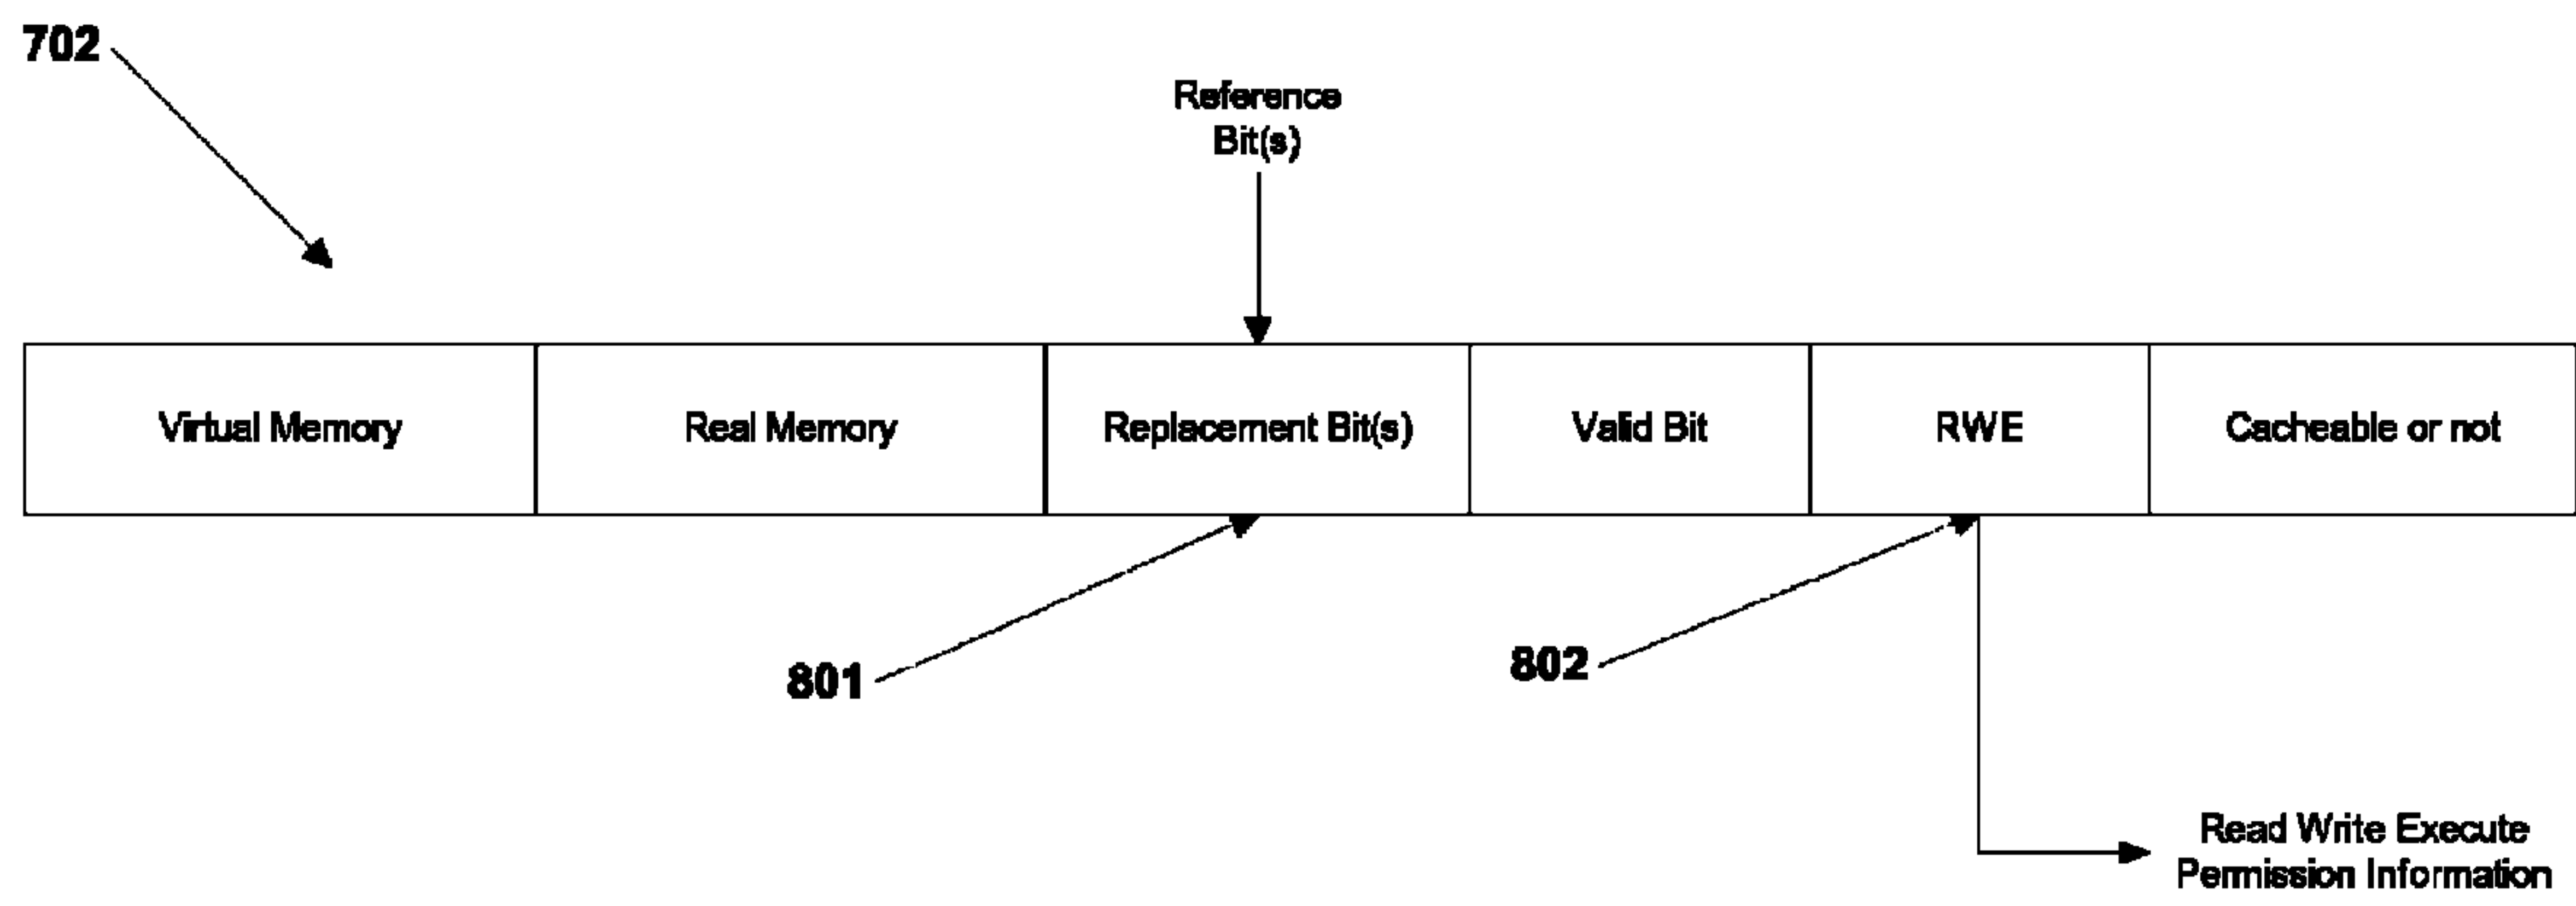 702
Reference
Bit(s)
Virtual Memory
Real Memory
Replacement Bit(s)
Valid Bit
RWE
Cacheable or not
801
802
Read Write Execute
Permission Information